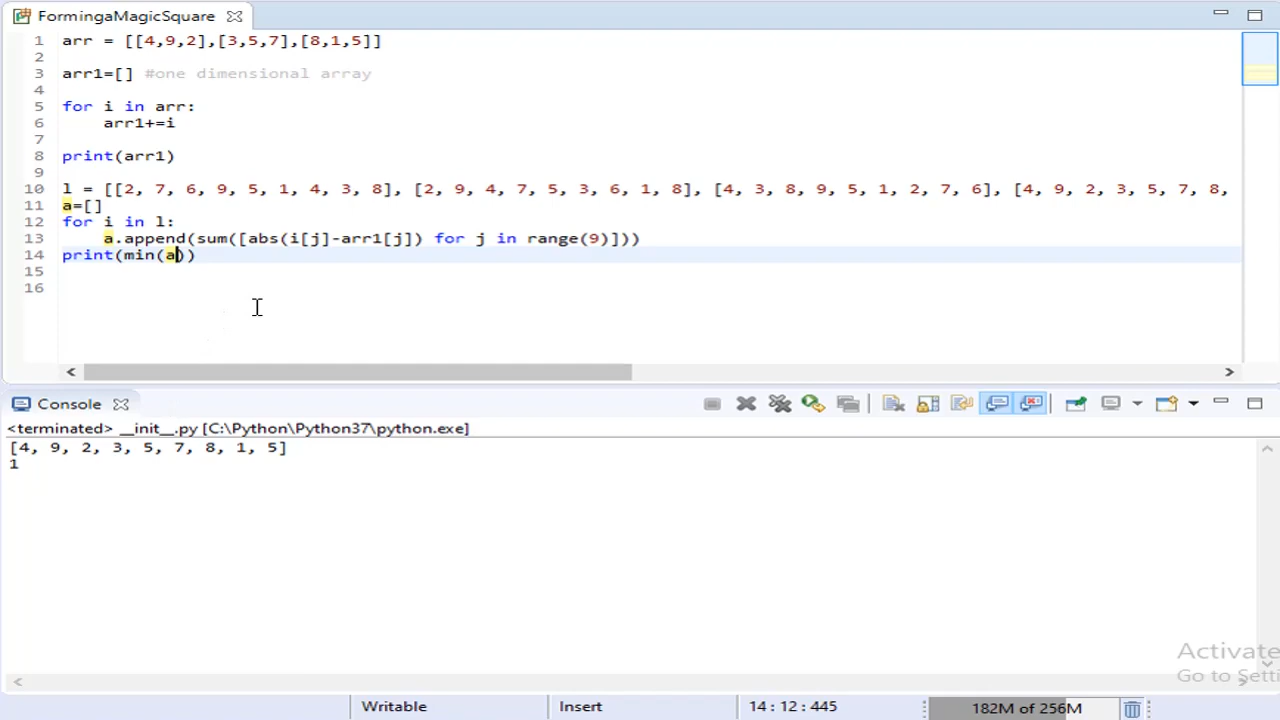 FormingaMagicSquare
1 arr = [[4,9,2],[3,5,7],[8,1,5]]
2
3 arr1=[] #one dimensional array
4
5 for i in arr:
6 arr1+=i
7
8 print(arr1)
9
10 l = [[2, 7, 6, 9, 5, 1, 4, 3, 8], [2, 9, 4, 7, 5, 3, 6, 1, 8], [4, 3, 8, 9, 5, 1, 2, 7, 6], [4, 9, 2, 3, 5, 7, 8,
11 a=[]
12 for i in l:
13 a.append(sum([abs(i[j]-arr1[j]) for j in range(9)]))
14 print(min(a))
15
16
Console
<terminated> __init__.py [C:\Python\Python37\python.exe]
[4, 9, 2, 3, 5, 7, 8, 1, 5]
1
Activate
Go to Setti
Writable Insert 14 : 12 : 445 182M of 256M